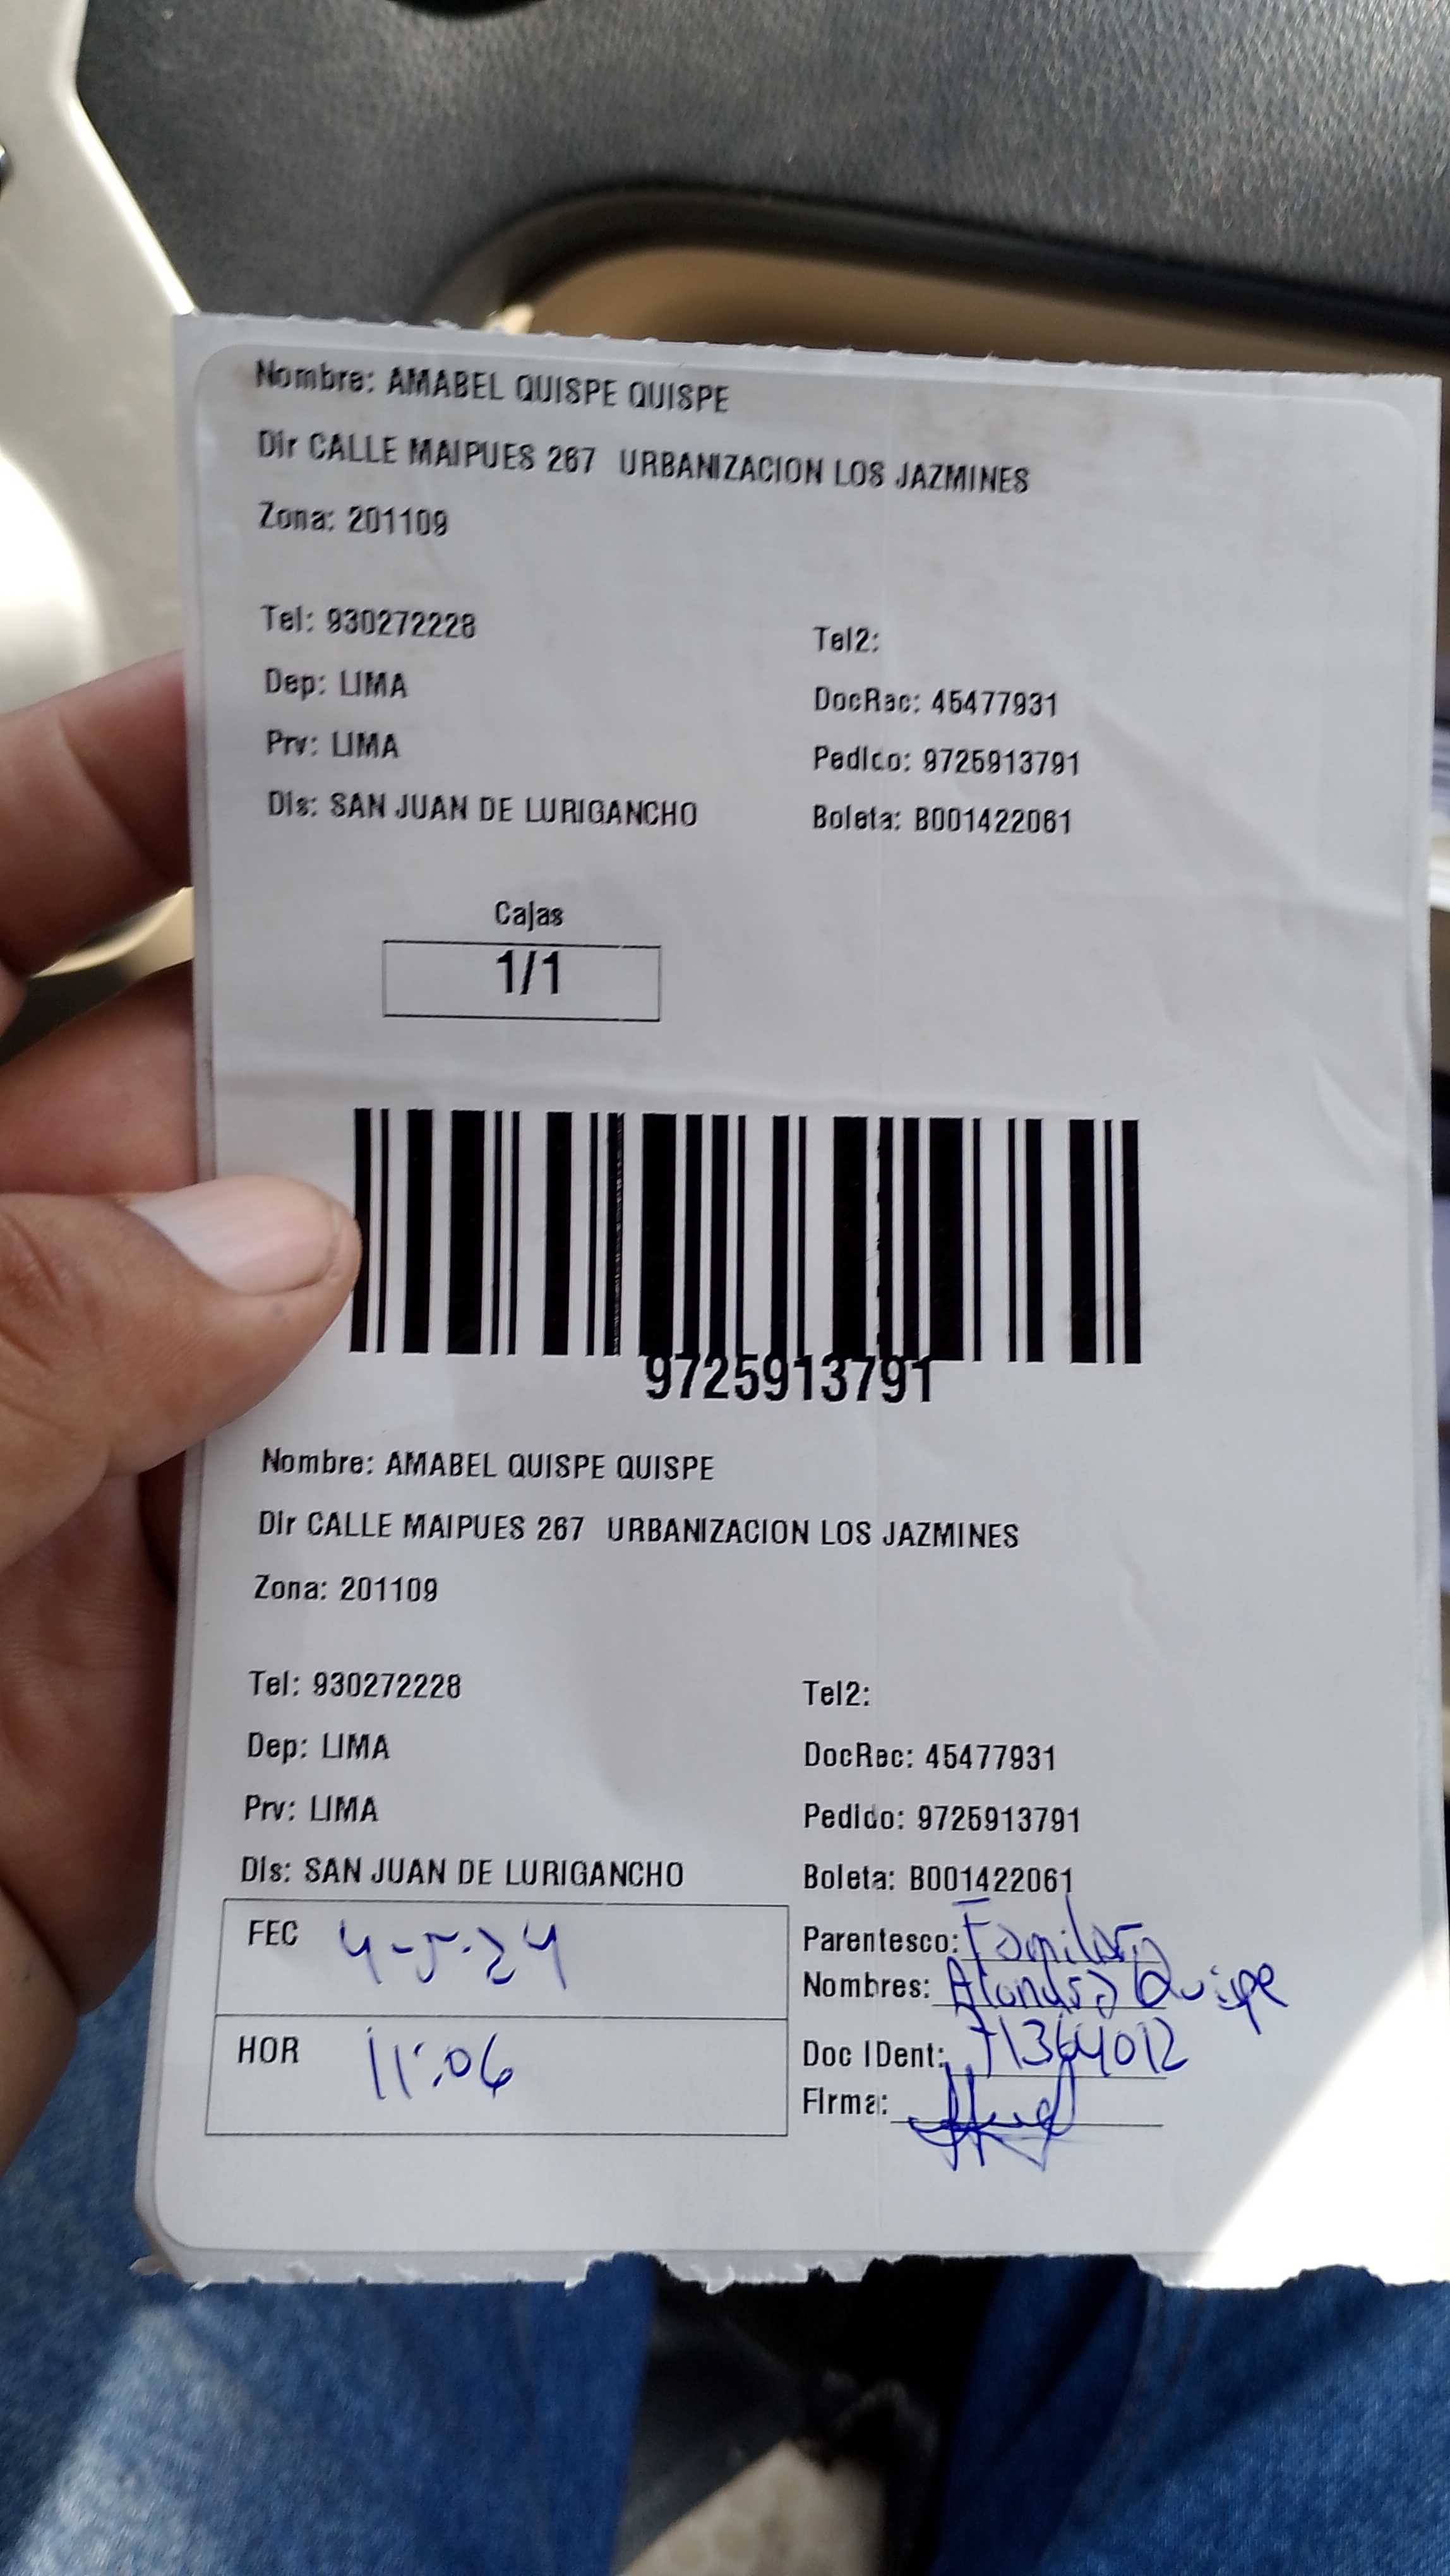 Nombre: AMABEL QUISPE QUISPE
Dir CALLE MAIPUES 267 URBANIZACION LOS JAZMINES
Zona: 201109
Tel: 930272228 Tel2:
Dep: LIMA DocRec: 45477931
Prv: LIMA Pedido: 9725913791
Dis: SAN JUAN DE LURIGANCHO Boleta: B001422061
Cajas
1/1
9725913791
Nombre: AMABEL QUISPE QUISPE
Dir CALLE MAIPUES 267 URBANIZACION LOS JAZMINES
Zona: 201109
Tel: 930272228 Tel2:
Dep: LIMA DocRec: 45477931
Prv: LIMA Pedido: 9725913791
Dis: SAN JUAN DE LURIGANCHO Boleta: B001422061
FEC 4-5-24 Parentesco:
Nombres: Quispe
HOR 11:06 Doc IDent: 71364012
Firma: